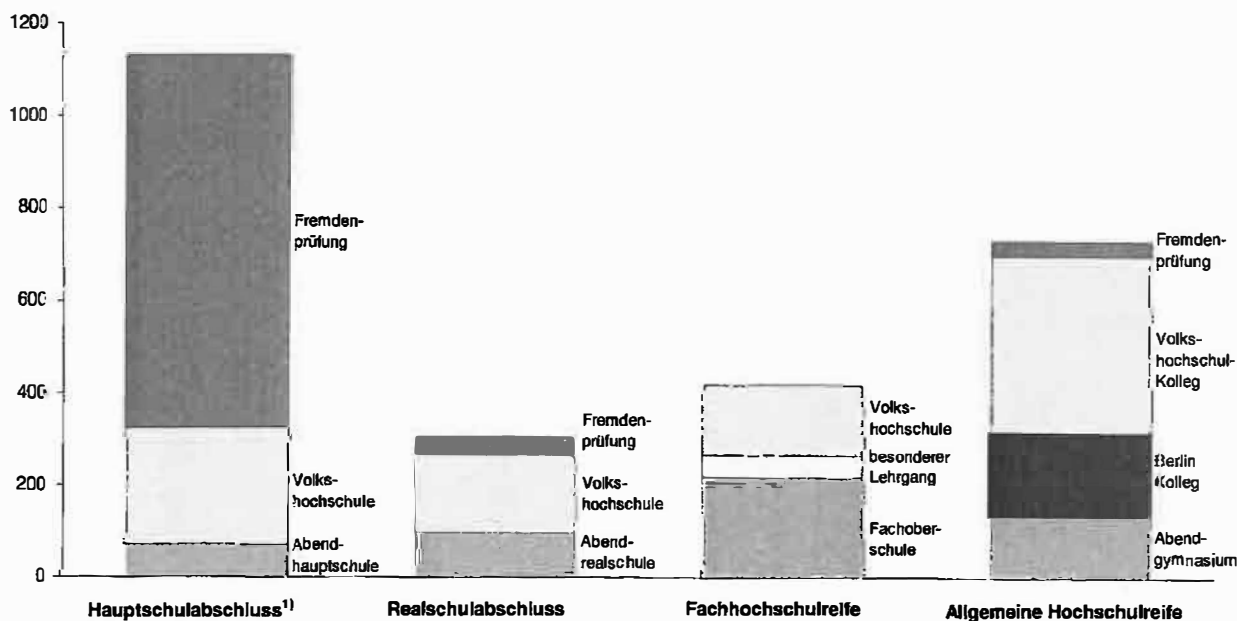 1200
1000
800
600
400
200
0
Fremden-
prüfung
Volks-
hochschule
Abend-
hauptschule
Hauptschulabschluss¹⁾
Fremden-
prüfung
Volks-
hochschule
Abend-
realschule
Realschulabschluss
Volks-
hochschule
besonderer
Lehrgang
Fachober-
schule
Fachhochschulreife
Fremden-
prüfung
Volks-
hochschul-
Kolleg
Berlin
Kolleg
Abend-
gymnasium
Allgemeine Hochschulreife